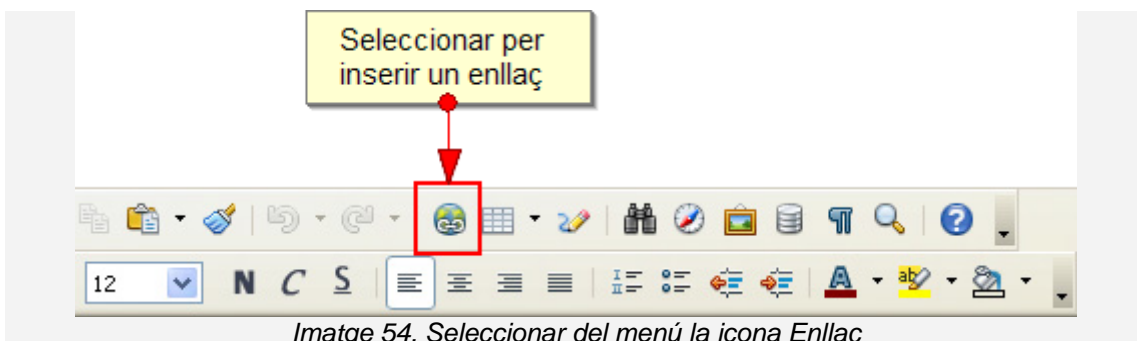 Seleccionar per
inserir un enllaç
12 N C S
Imatge 54. Seleccionar del menú la icona Enllaç